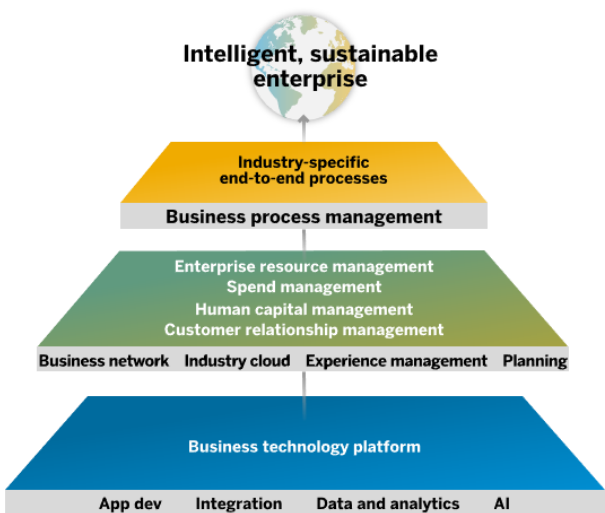 Intelligent, sustainable
enterprise
Industry-specific
end-to-end processes
Business process management
Enterprise resource management
Spend management
Human capital management
Customer relationship management
Business network Industry cloud Experience management Planning
Business technology platform
App dev Integration Data and analytics AI